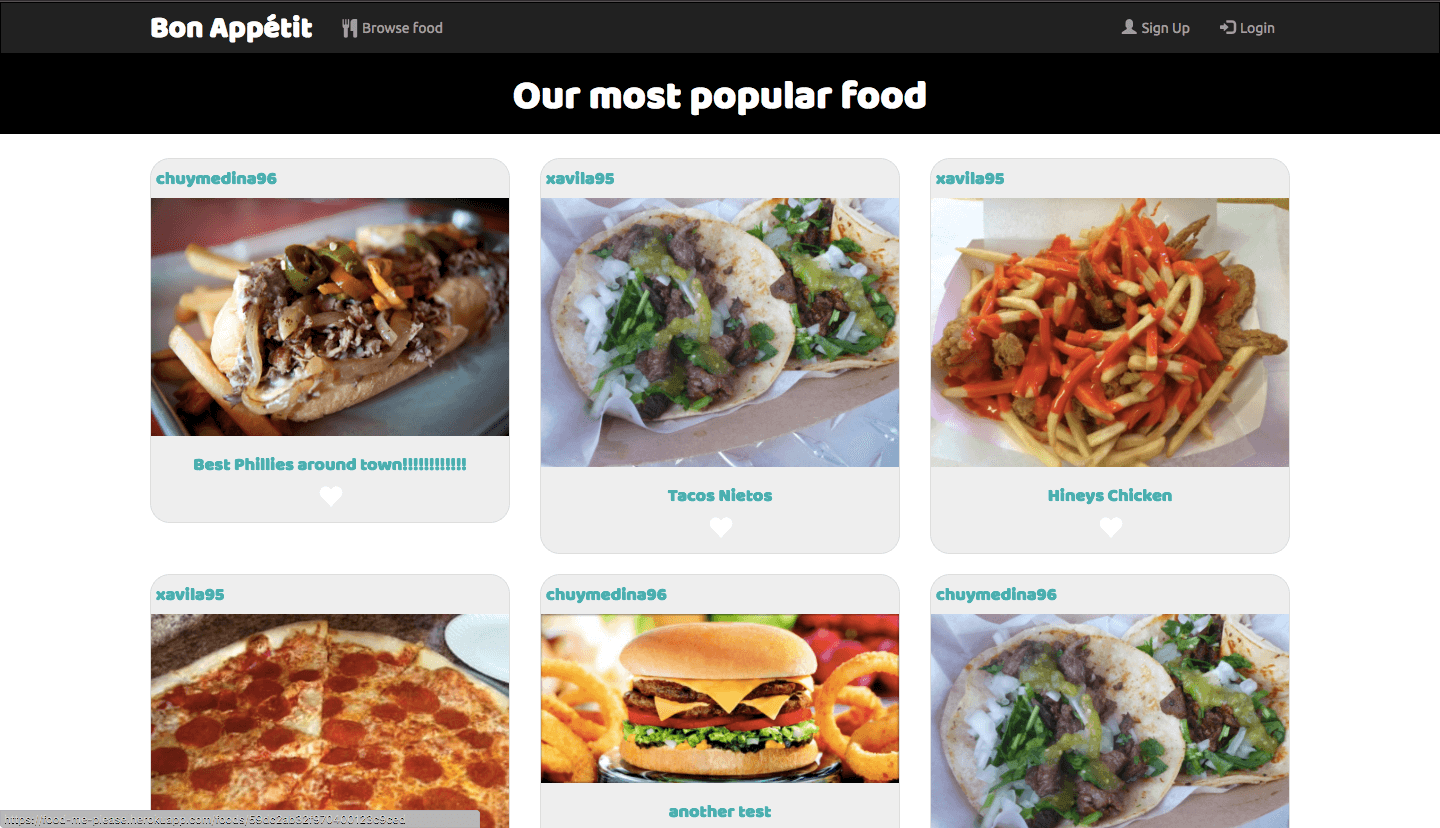 Bon Appétit Browse food Sign Up Login
Our most popular food
chuymedina96
Best Phillies around town!!!!!!!!!!!!
xavila95
Tacos Nietos
xavila95
Hineys Chicken
xavila95
chuymedina96
another test
chuymedina96